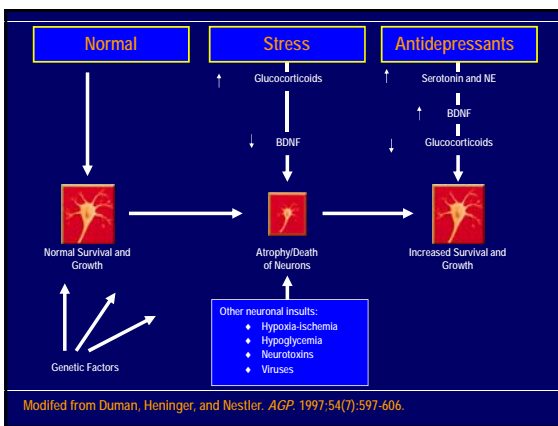 Normal
Stress
Antidepressants
↑ Glucocorticoids
↑ Serotonin and NE
↑ BDNF
↓ BDNF
↓ Glucocorticoids
Normal Survival and
Growth
Atrophy/Death
of Neurons
Increased Survival and
Growth
Other neuronal insults:
♦ Hypoxia-ischemia
♦ Hypoglycemia
♦ Neurotoxins
♦ Viruses
Genetic Factors
Modifed from Duman, Heninger, and Nestler. AGP. 1997;54(7):597-606.